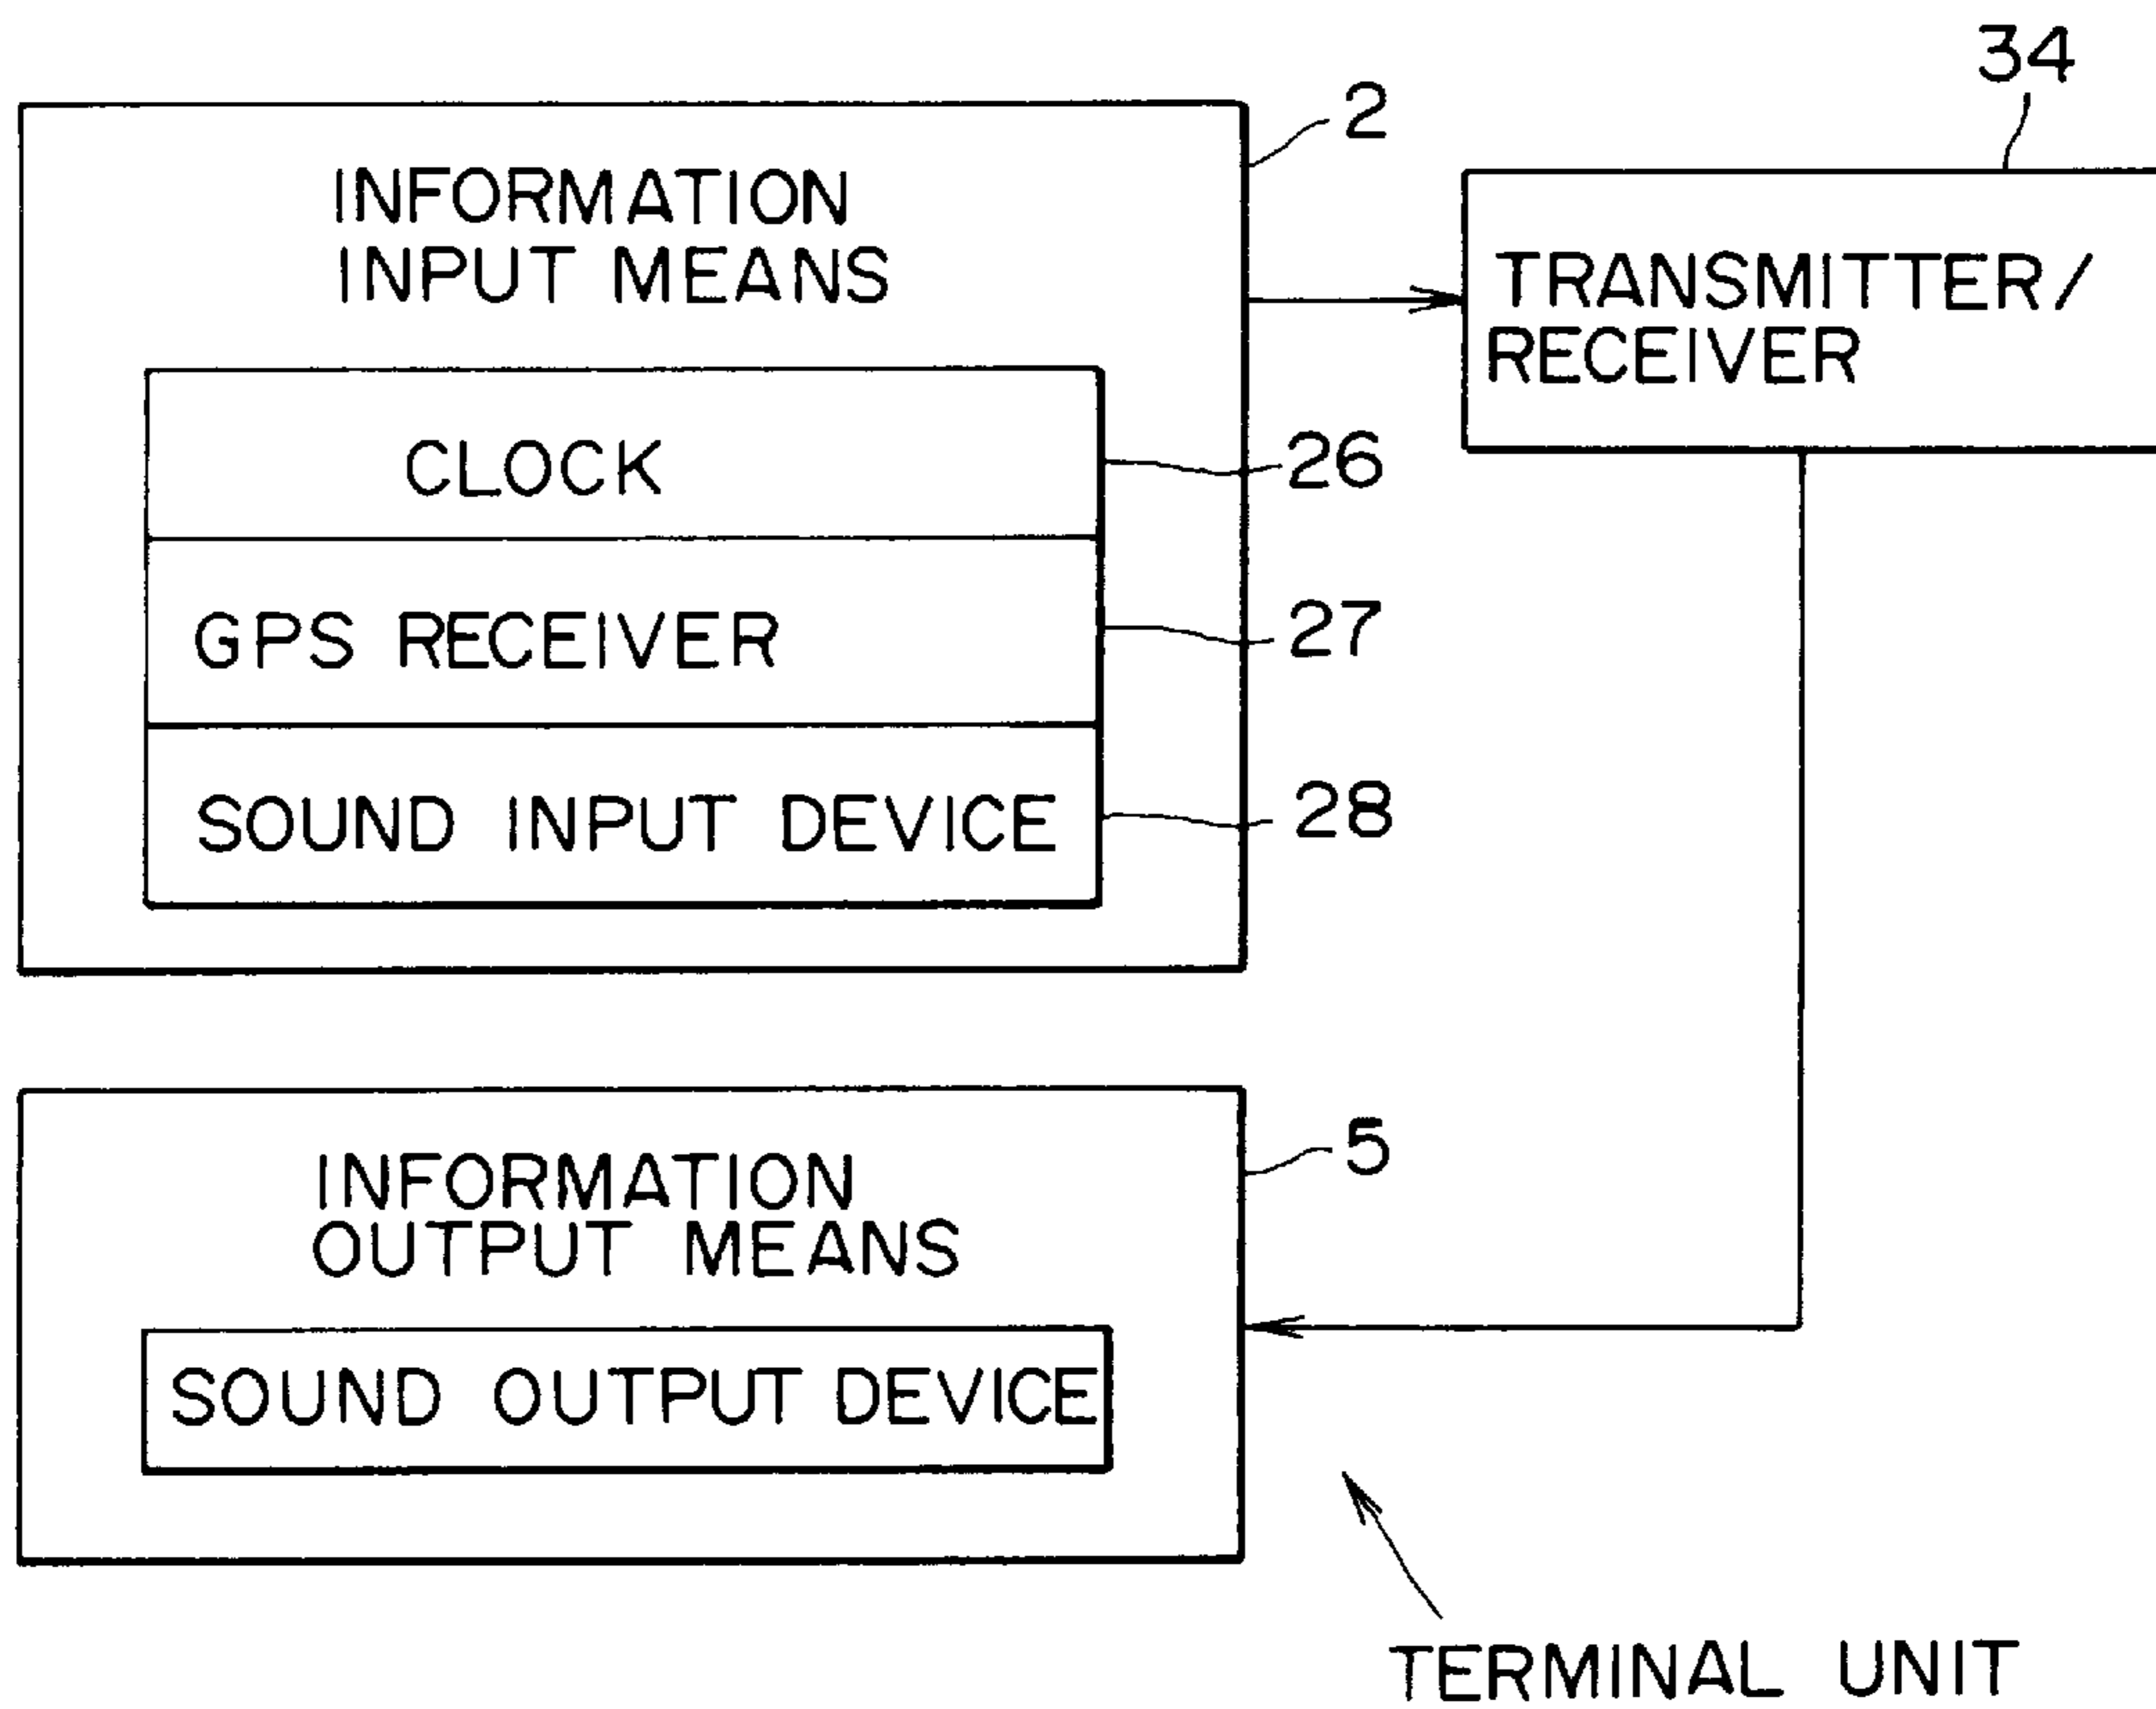 34
2
INFORMATION
INPUT MEANS
TRANSMITTER/
RECEIVER
CLOCK
26
GPS RECEIVER
27
SOUND INPUT DEVICE
28
5
INFORMATION
OUTPUT MEANS
SOUND OUTPUT DEVICE
TERMINAL UNIT